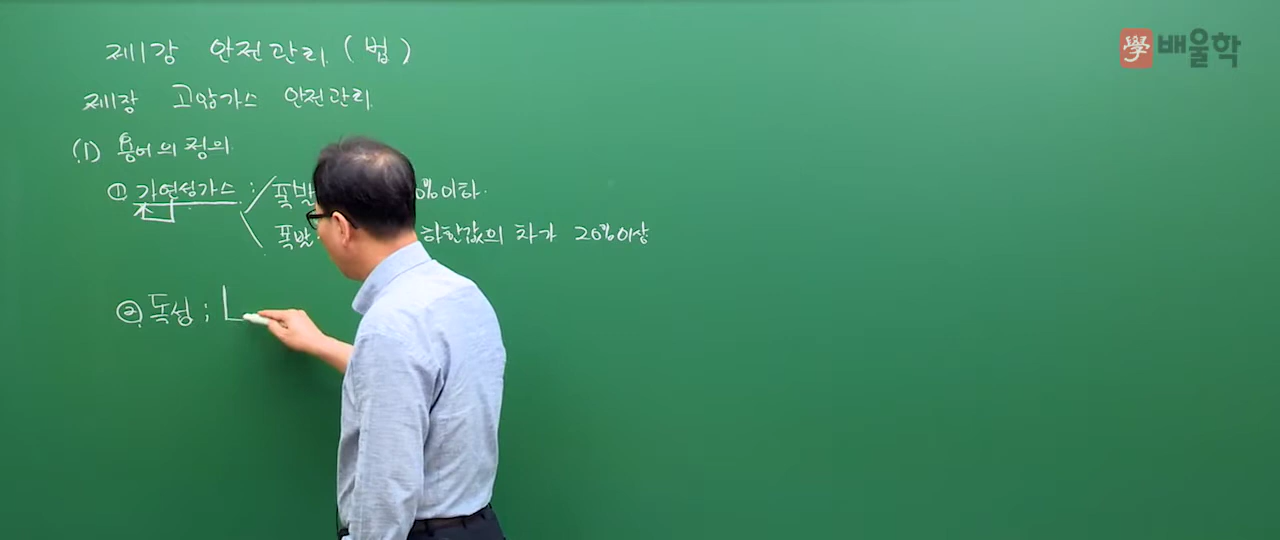 제1강 안전관리 (법)
學 배울학
제1장 고압가스 안전관리
(1) 용어의 정의
① 가연성가스 : 폭발 0% 이하.
폭발 하한값의 차가 20% 이상
② 독성 ; L